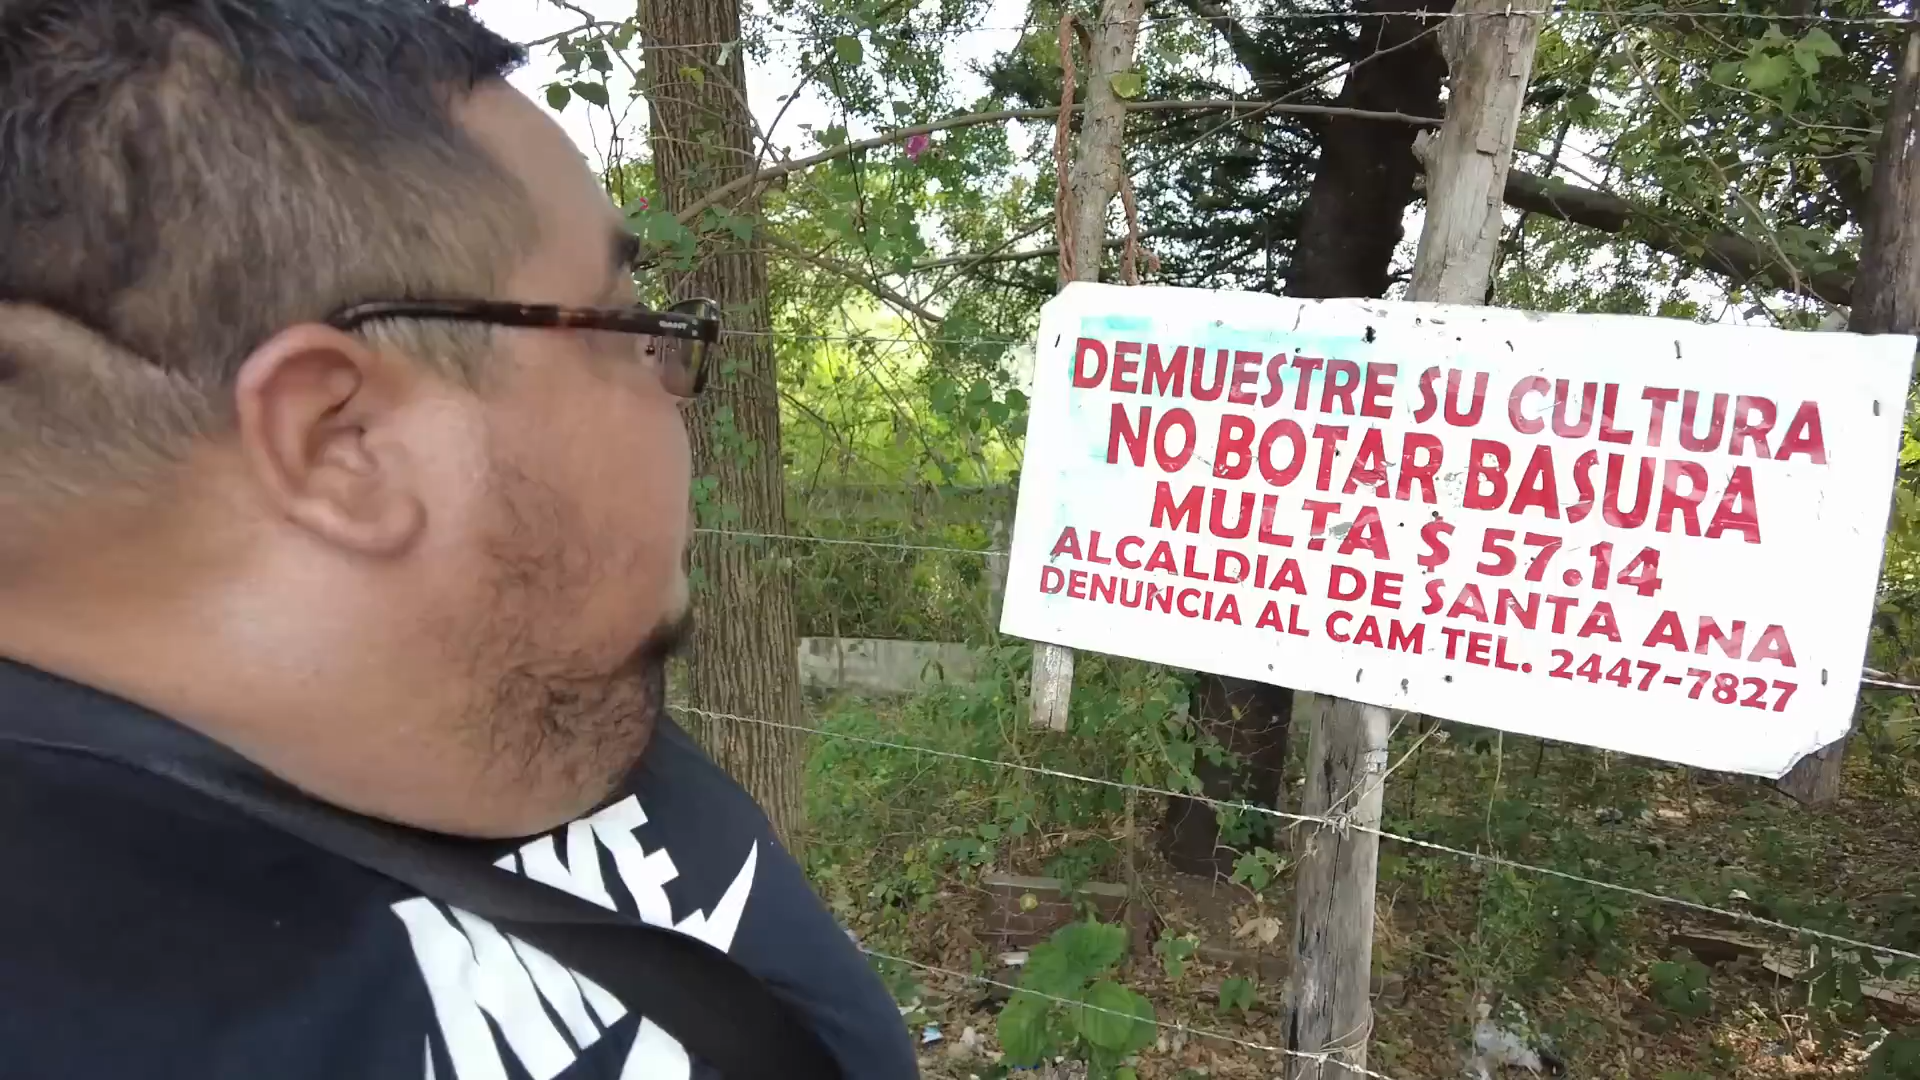 DEMUESTRE SU CULTURA
NO BOTAR BASURA
MULTA $ 57.14
ALCALDIA DE SANTA ANA
DENUNCIA AL CAM TEL. 2447-7827